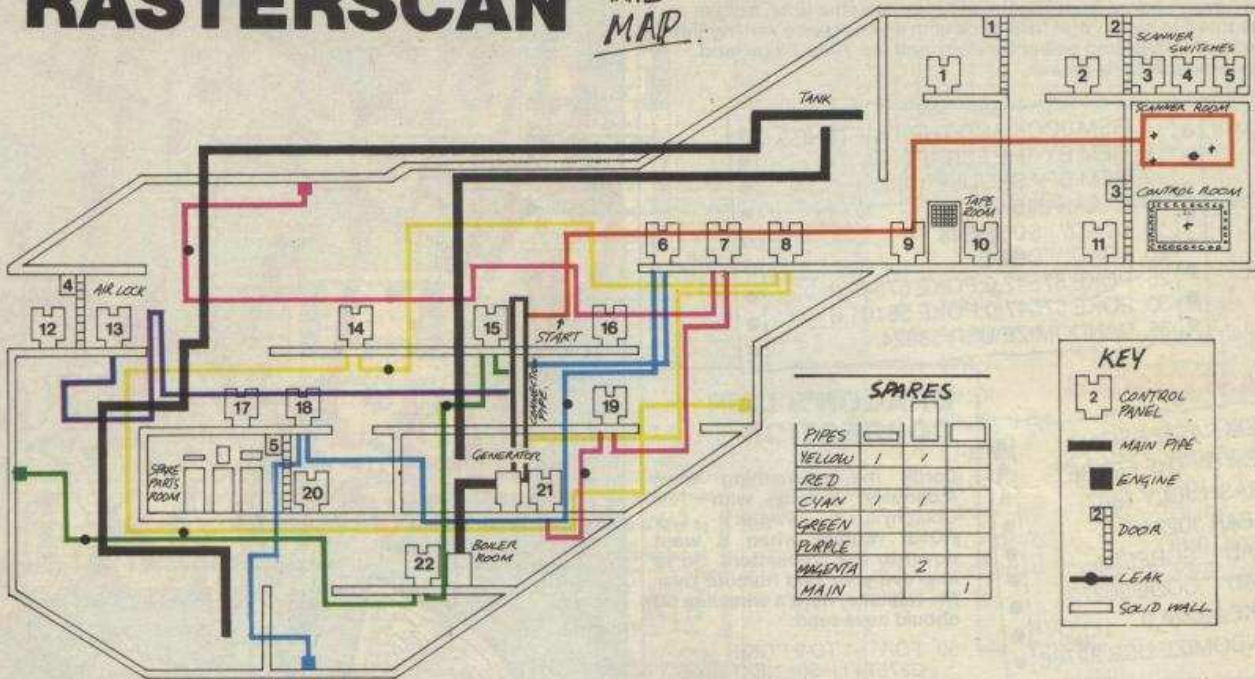 RASTERSCAN
MAP
1
2
SCANNER
SWITCHES
1
2
3
4
5
TANK
SCANNER ROOM
3
CONTROL ROOM
TAPE
ROOM
6
7
8
9
10
11
4
AIR LOCK
12
13
14
15
START
16
CONNECTION
PIPE
17
18
19
5
SPARE
PARTS
ROOM
20
GENERATOR
21
22
BOILER
ROOM
SPARES
PIPES
YELLOW 1 1
RED
CYAN 1 1
GREEN
PURPLE
MAGENTA 2
MAIN 1
KEY
2 CONTROL
PANEL
MAIN PIPE
ENGINE
2 DOOR
LEAK
SOLID WALL